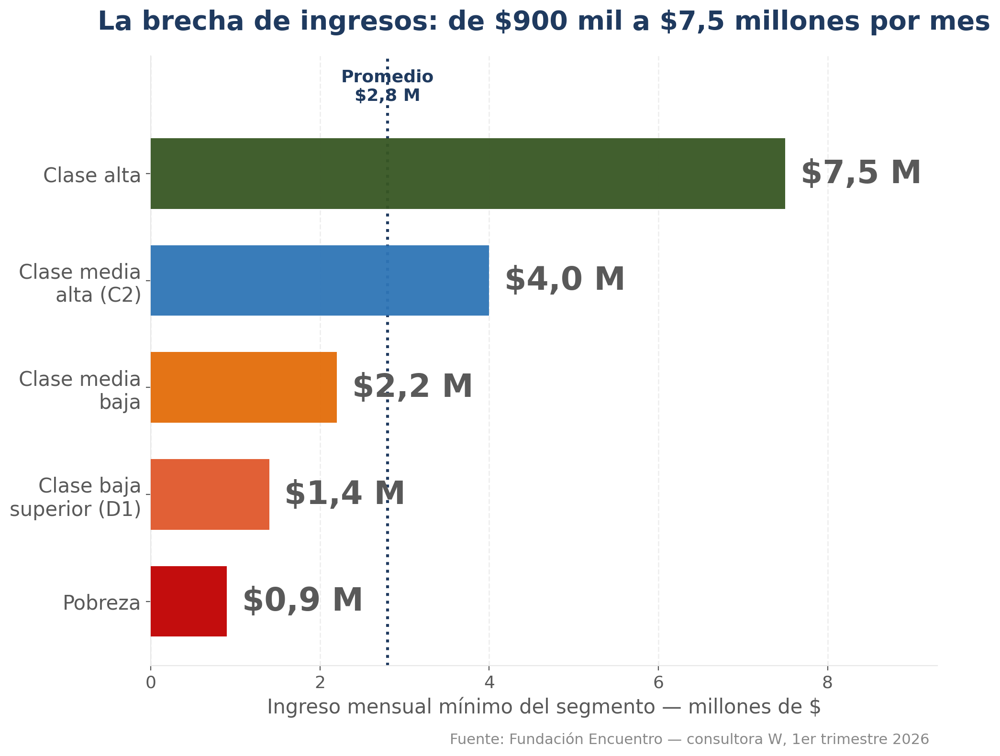 La brecha de ingresos: de $900 mil a $7,5 millones por mes
Promedio
$2,8 M
Clase alta
$7,5 M
Clase media
alta (C2)
$4,0 M
Clase media
baja
$2,2 M
Clase baja
superior (D1)
$1,4 M
Pobreza
$0,9 M
0 2 4 6 8
Ingreso mensual mínimo del segmento — millones de $
Fuente: Fundación Encuentro — consultora W, 1er trimestre 2026